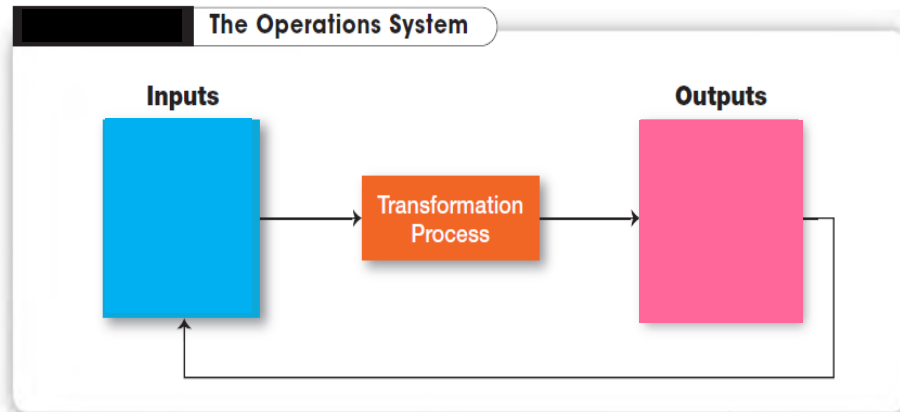 The Operations System
Inputs
Outputs
Transformation
Process